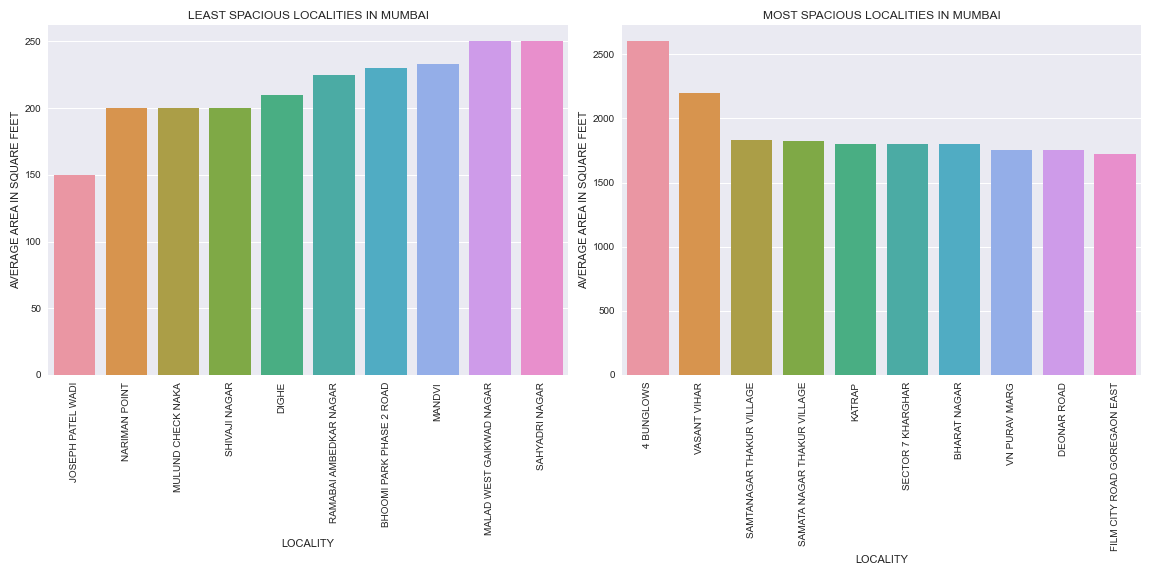 LEAST SPACIOUS LOCALITIES IN MUMBAI
AVERAGE AREA IN SQUARE FEET
250
200
150
100
50
0
JOSEPH PATEL WADI
NARIMAN POINT
MULUND CHECK NAKA
SHIVAJI NAGAR
DIGHE
RAMABAI AMBEDKAR NAGAR
BHOOMI PARK PHASE 2 ROAD
MANDVI
MALAD WEST GAIKWAD NAGAR
SAHYADRI NAGAR
LOCALITY
MOST SPACIOUS LOCALITIES IN MUMBAI
AVERAGE AREA IN SQUARE FEET
2500
2000
1500
1000
500
0
4 BUNGLOWS
VASANT VIHAR
SAMTANAGAR THAKUR VILLAGE
SAMATA NAGAR THAKUR VILLAGE
KATRAP
SECTOR 7 KHARGHAR
BHARAT NAGAR
VN PURAV MARG
DEONAR ROAD
FILM CITY ROAD GOREGAON EAST
LOCALITY